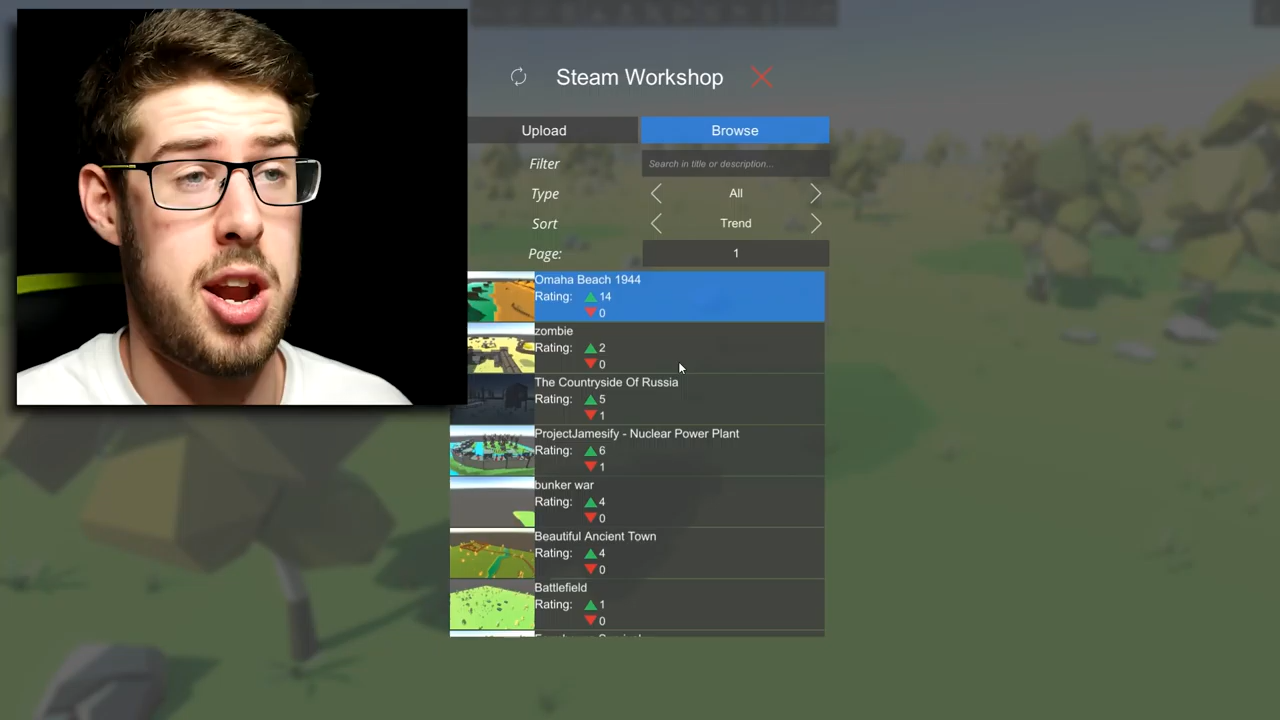 Steam Workshop
Upload
Browse
Filter
Search in title or description...
Type
All
Sort
Trend
Page:
1
Omaha Beach 1944
Rating: 14
0
zombie
Rating: 2
0
The Countryside Of Russia
Rating: 5
1
ProjectJamesify - Nuclear Power Plant
Rating: 6
1
bunker war
Rating: 4
0
Beautiful Ancient Town
Rating: 4
0
Battlefield
Rating: 1
0